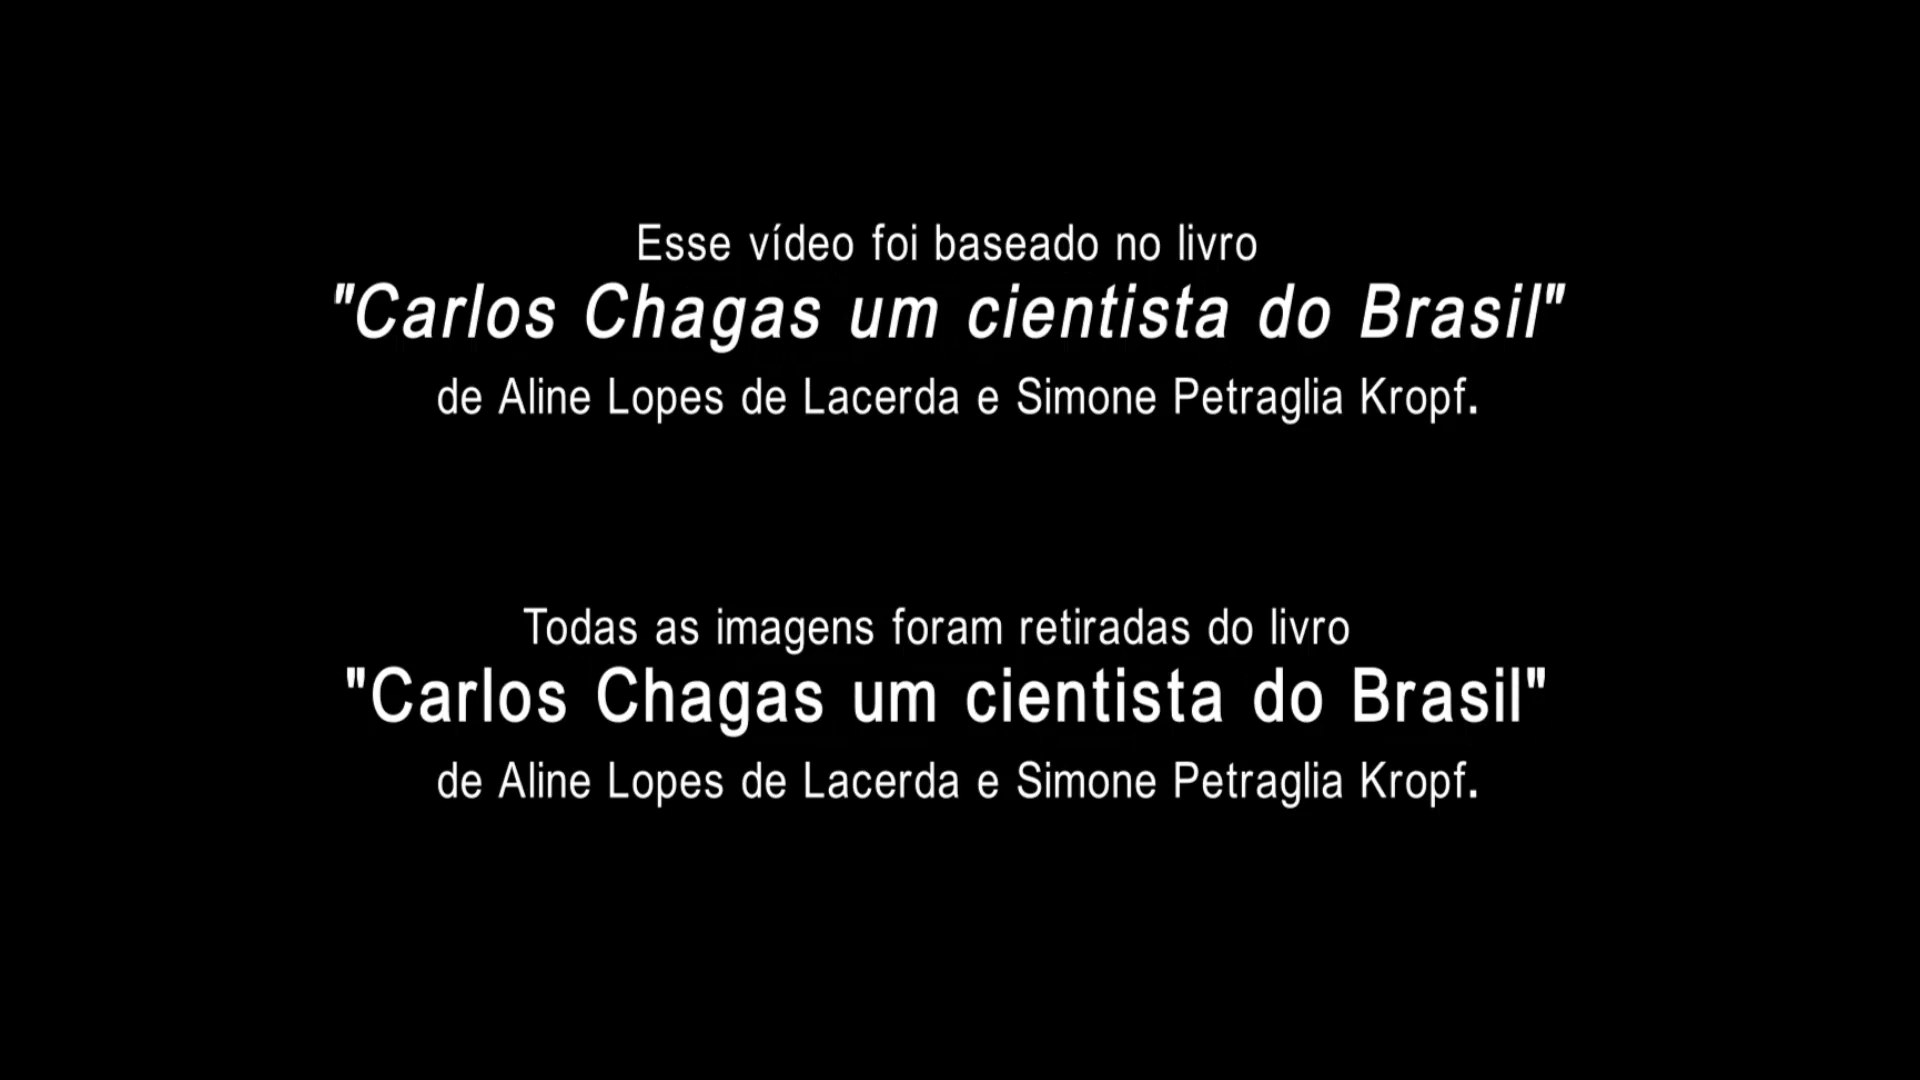 Esse vídeo foi baseado no livro
"Carlos Chagas um cientista do Brasil"
de Aline Lopes de Lacerda e Simone Petraglia Kropf.
Todas as imagens foram retiradas do livro
"Carlos Chagas um cientista do Brasil"
de Aline Lopes de Lacerda e Simone Petraglia Kropf.